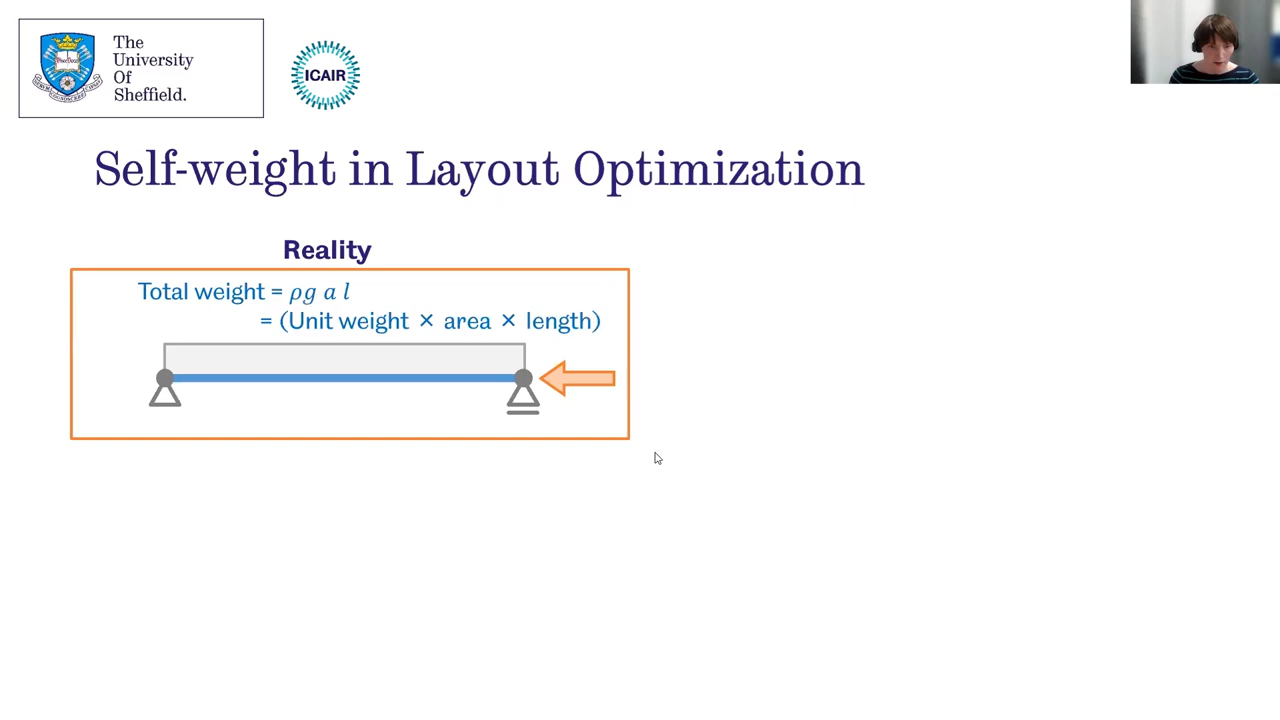 The
University
Of
Sheffield.
ICAIR
Self-weight in Layout Optimization
Reality
Total weight = ρg a l
= (Unit weight × area × length)